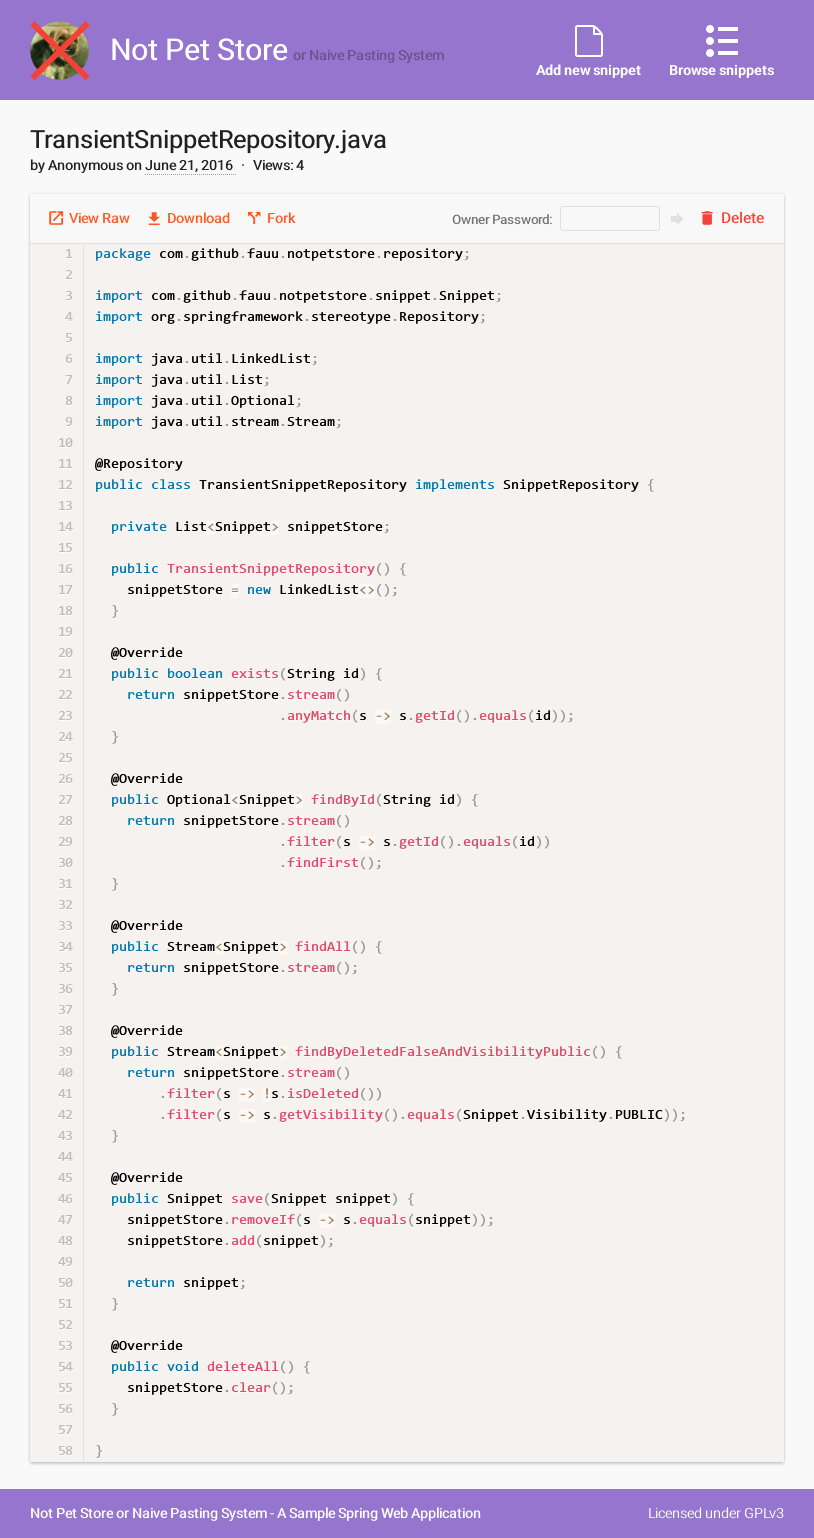 Not Pet Store or Naive Pasting System
Add new snippet
Browse snippets
TransientSnippetRepository.java
by Anonymous on June 21, 2016 · Views: 4
View Raw Download Fork Owner Password: Delete
1 package com.github.fauu.notpetstore.repository;
2
3 import com.github.fauu.notpetstore.snippet.Snippet;
4 import org.springframework.stereotype.Repository;
5
6 import java.util.LinkedList;
7 import java.util.List;
8 import java.util.Optional;
9 import java.util.stream.Stream;
10
11 @Repository
12 public class TransientSnippetRepository implements SnippetRepository {
13
14   private List<Snippet> snippetStore;
15
16   public TransientSnippetRepository() {
17     snippetStore = new LinkedList<>();
18   }
19
20   @Override
21   public boolean exists(String id) {
22     return snippetStore.stream()
23                        .anyMatch(s -> s.getId().equals(id));
24   }
25
26   @Override
27   public Optional<Snippet> findById(String id) {
28     return snippetStore.stream()
29                        .filter(s -> s.getId().equals(id))
30                        .findFirst();
31   }
32
33   @Override
34   public Stream<Snippet> findAll() {
35     return snippetStore.stream();
36   }
37
38   @Override
39   public Stream<Snippet> findByDeletedFalseAndVisibilityPublic() {
40     return snippetStore.stream()
41         .filter(s -> !s.isDeleted())
42         .filter(s -> s.getVisibility().equals(Snippet.Visibility.PUBLIC));
43   }
44
45   @Override
46   public Snippet save(Snippet snippet) {
47     snippetStore.removeIf(s -> s.equals(snippet));
48     snippetStore.add(snippet);
49
50     return snippet;
51   }
52
53   @Override
54   public void deleteAll() {
55     snippetStore.clear();
56   }
57
58 }
Not Pet Store or Naive Pasting System - A Sample Spring Web Application
Licensed under GPLv3